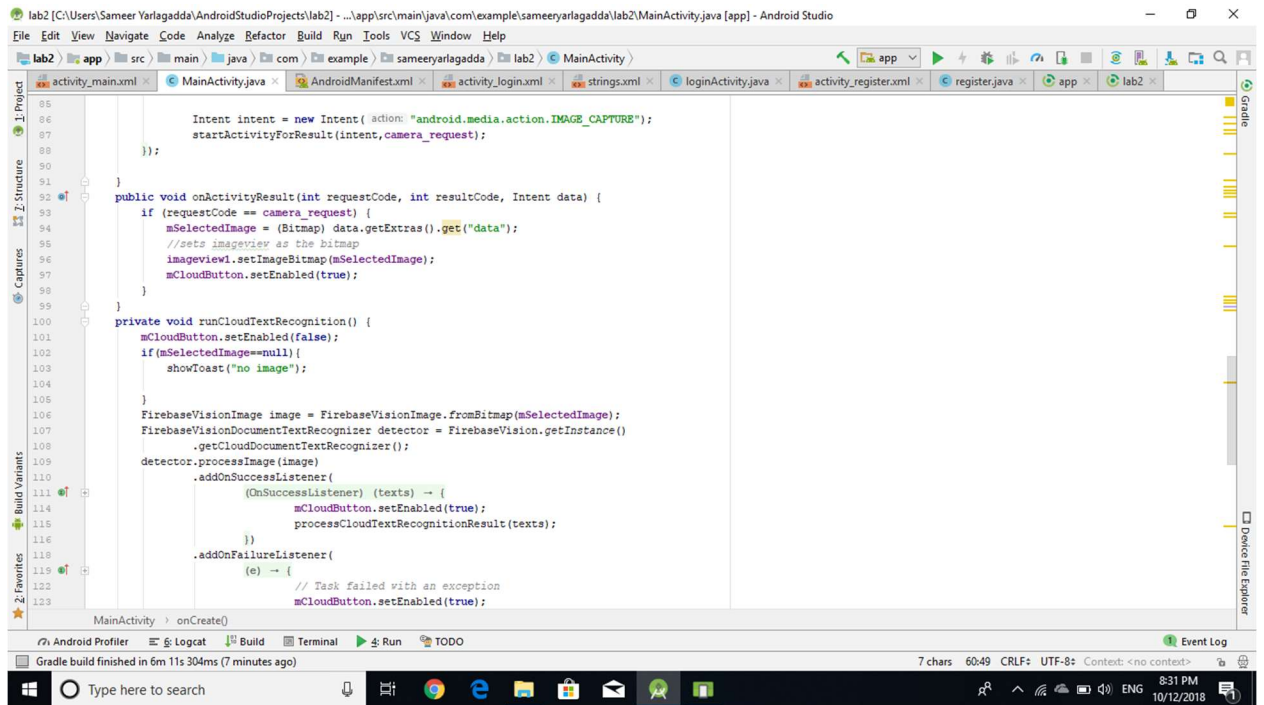 lab2 [C:\Users\Sameer Yarlagadda\AndroidStudioProjects\lab2] - ...\app\src\main\java\com\example\sameeryarlagadda\lab2\MainActivity.java [app] - Android Studio
File Edit View Navigate Code Analyze Refactor Build Run Tools VCS Window Help
lab2 app src main java com example sameeryarlagadda lab2 MainActivity app
activity_main.xml MainActivity.java AndroidManifest.xml activity_login.xml strings.xml loginActivity.java activity_register.xml register.java app lab2
1: Project
7: Structure
Captures
Build Variants
2: Favorites
Gradle
Device File Explorer
85
86 Intent intent = new Intent( action: "android.media.action.IMAGE_CAPTURE");
87 startActivityForResult(intent,camera_request);
88 });
90
91 }
92 public void onActivityResult(int requestCode, int resultCode, Intent data) {
93 if (requestCode == camera_request) {
94 mSelectedImage = (Bitmap) data.getExtras().get("data");
95 //sets imageview as the bitmap
96 imageview1.setImageBitmap(mSelectedImage);
97 mCloudButton.setEnabled(true);
98 }
99 }
100 private void runCloudTextRecognition() {
101 mCloudButton.setEnabled(false);
102 if(mSelectedImage==null){
103 showToast("no image");
104
105 }
106 FirebaseVisionImage image = FirebaseVisionImage.fromBitmap(mSelectedImage);
107 FirebaseVisionDocumentTextRecognizer detector = FirebaseVision.getInstance()
108 .getCloudDocumentTextRecognizer();
109 detector.processImage(image)
110 .addOnSuccessListener(
111 (OnSuccessListener) (texts) → {
114 mCloudButton.setEnabled(true);
115 processCloudTextRecognitionResult(texts);
116 })
118 .addOnFailureListener(
119 (e) → {
122 // Task failed with an exception
123 mCloudButton.setEnabled(true);
MainActivity › onCreate()
Android Profiler 6: Logcat Build Terminal 4: Run TODO 1 Event Log
Gradle build finished in 6m 11s 304ms (7 minutes ago) 7 chars 60:49 CRLF UTF-8 Context: <no context>
Type here to search ENG 8:31 PM
10/12/2018 1